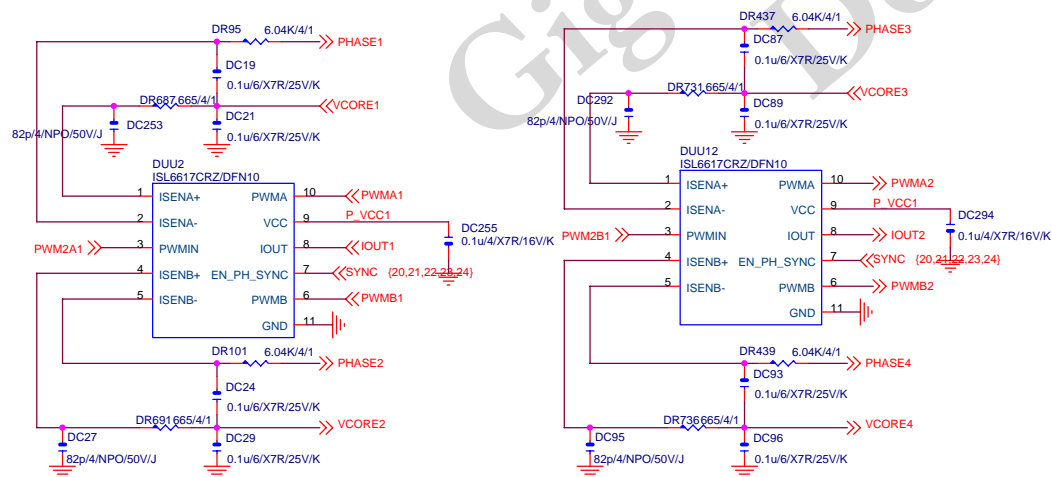 DR95 6.04K/4/1 PHASE1
DC19
0.1u/6/X7R/25V/K
DR687 665/4/1 VCORE1
DC253 DC21
82p/4/NPO/50V/J 0.1u/6/X7R/25V/K
DUU2
ISL6617CRZ/DFN10
1 ISENA+ PWMA 10 PWMA1
2 ISENA- VCC 9 P_VCC1
DC255
0.1u/4/X7R/16V/K
PWM2A1 3 PWMIN IOUT 8 IOUT1
4 ISENB+ EN_PH_SYNC 7 SYNC {20,21,22,23,24}
5 ISENB- PWMB 6 PWMB1
GND 11
DR101 6.04K/4/1 PHASE2
DC24
0.1u/6/X7R/25V/K
DR691 665/4/1 VCORE2
DC27 DC29
82p/4/NPO/50V/J 0.1u/6/X7R/25V/K
DR437 6.04K/4/1 PHASE3
DC87
0.1u/6/X7R/25V/K
DR731 665/4/1 VCORE3
DC292 DC89
82p/4/NPO/50V/J 0.1u/6/X7R/25V/K
DUU12
ISL6617CRZ/DFN10
1 ISENA+ PWMA 10 PWMA2
2 ISENA- VCC 9 P_VCC1
DC294
0.1u/4/X7R/16V/K
PWM2B1 3 PWMIN IOUT 8 IOUT2
4 ISENB+ EN_PH_SYNC 7 SYNC {20,21,22,23,24}
5 ISENB- PWMB 6 PWMB2
GND 11
DR439 6.04K/4/1 PHASE4
DC93
0.1u/6/X7R/25V/K
DR736 665/4/1 VCORE4
DC95 DC96
82p/4/NPO/50V/J 0.1u/6/X7R/25V/K